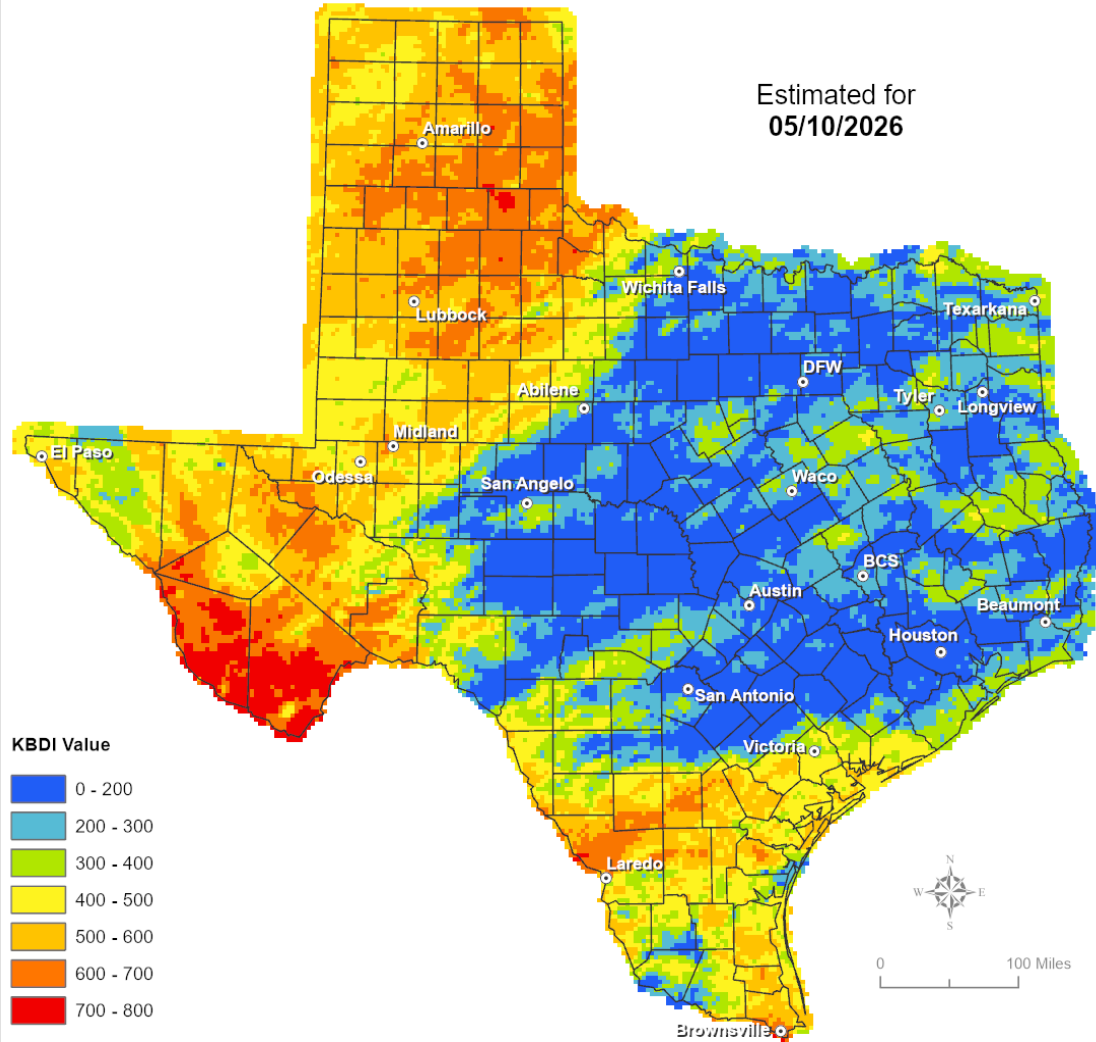 Estimated for
05/10/2026
Amarillo
Wichita Falls
Lubbock
Texarkana
DFW
Abilene
Tyler
Longview
Midland
El Paso
Odessa
San Angelo
Waco
BCS
Austin
Beaumont
Houston
San Antonio
Victoria
KBDI Value
0 - 200
200 - 300
300 - 400
400 - 500
500 - 600
600 - 700
700 - 800
Laredo
N
W E
S
0 100 Miles
Brownsville